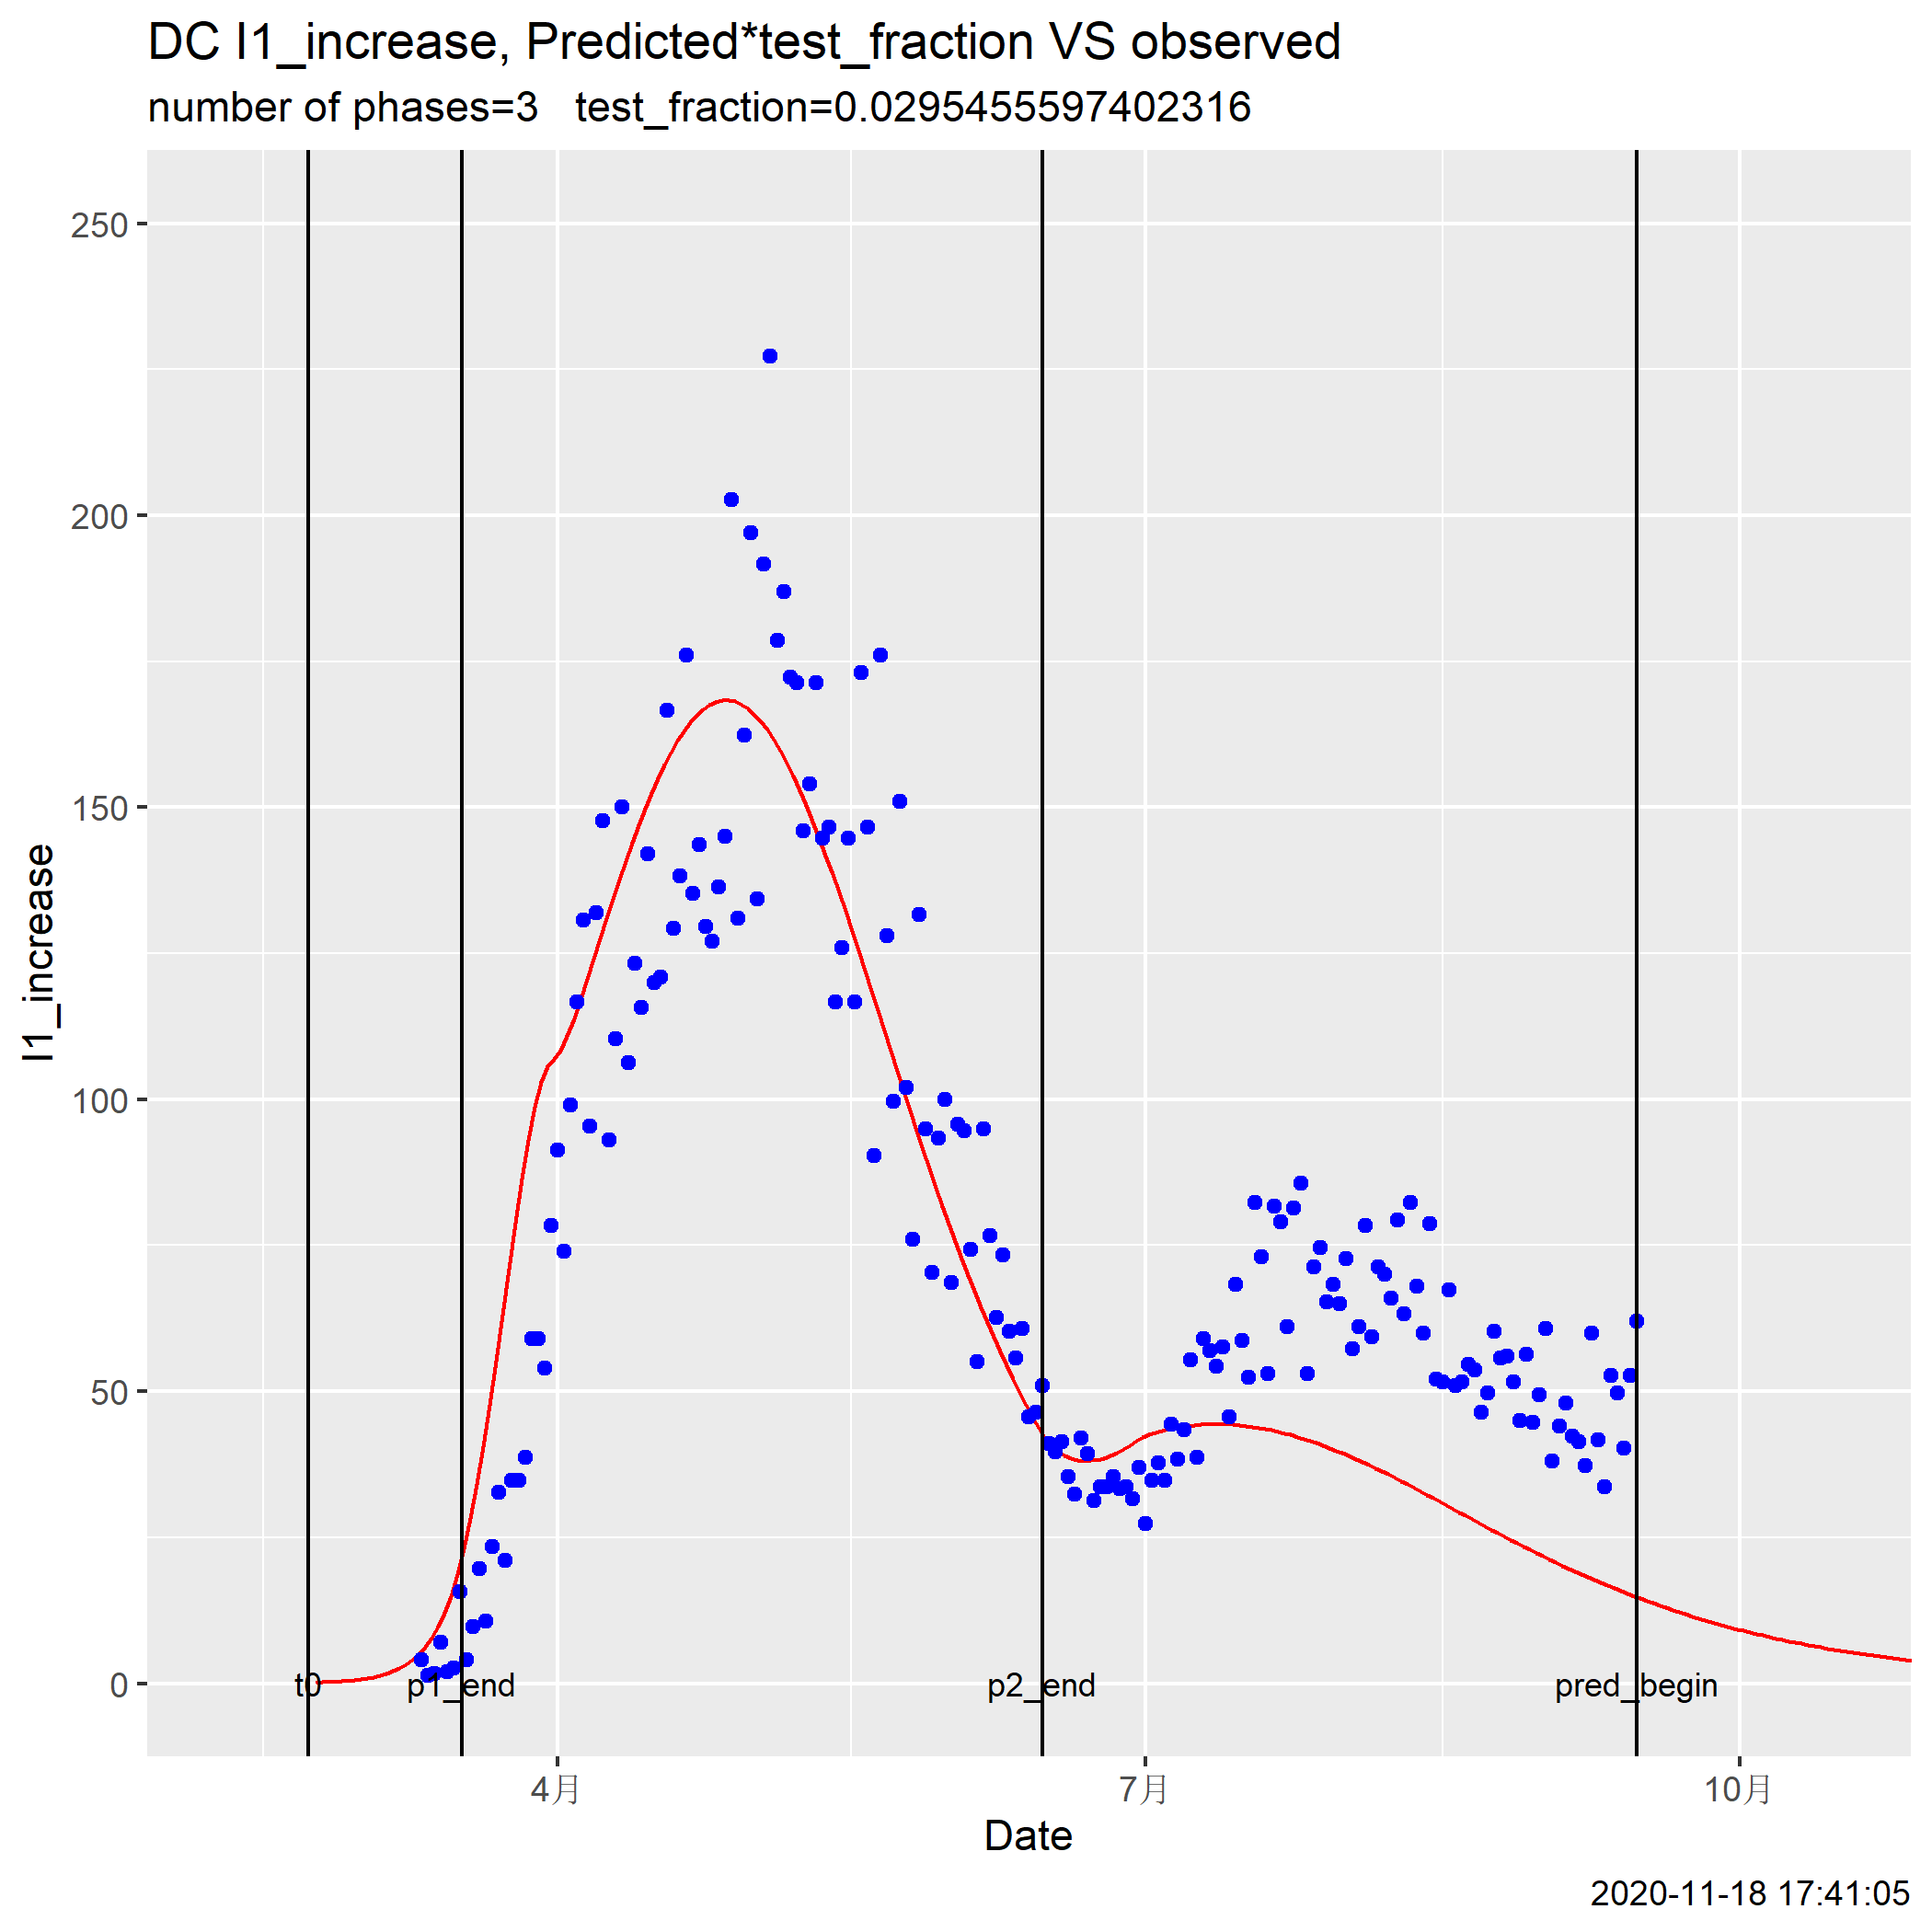 DC I1_increase, Predicted*test_fraction VS observed
number of phases=3   test_fraction=0.0295455597402316
250
200
150
100
50
0
I1_increase
t0
p1_end
p2_end
pred_begin
4月
7月
10月
Date
2020-11-18 17:41:05